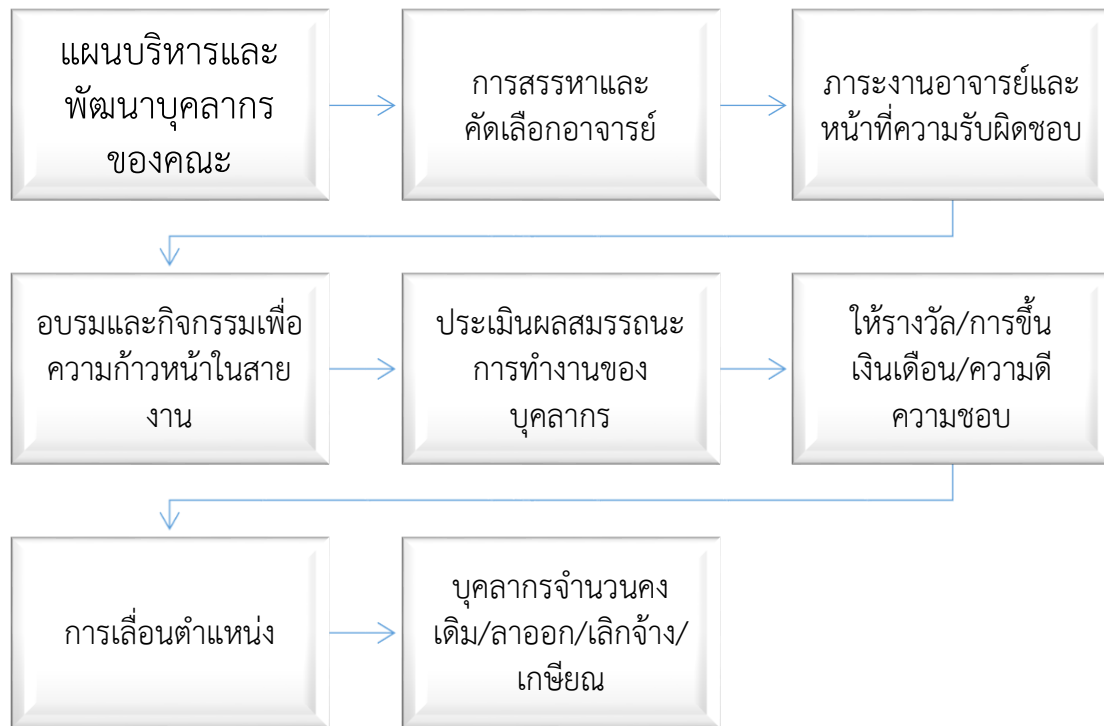 แผนบริหารและ
พัฒนาบุคลากร
ของคณะ
การสรรหาและ
คัดเลือกอาจารย์
ภาระงานอาจารย์และ
หน้าที่ความรับผิดชอบ
อบรมและกิจกรรมเพื่อ
ความก้าวหน้าในสาย
งาน
ประเมินผลสมรรถนะ
การทำงานของ
บุคลากร
ให้รางวัล/การขึ้น
เงินเดือน/ความดี
ความชอบ
การเลื่อนตำแหน่ง
บุคลากรจำนวนคง
เดิม/ลาออก/เลิกจ้าง/
เกษียณ